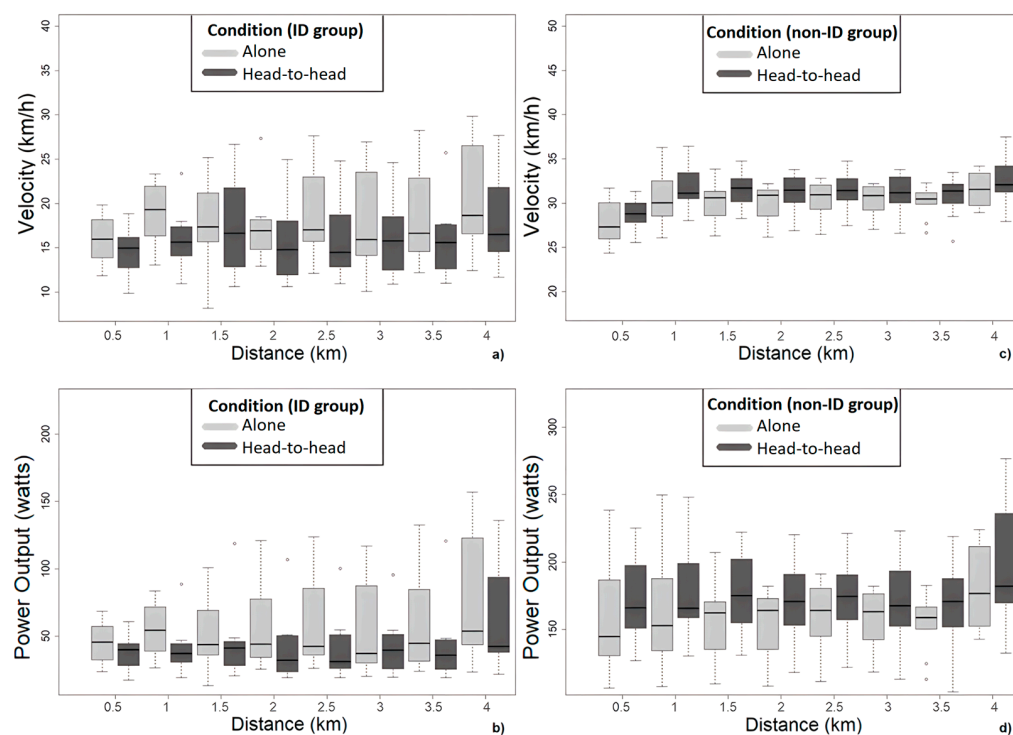 Condition (ID group)
Alone
Head-to-head
Velocity (km/h)
40
35
30
25
20
15
10
0.5 1 1.5 2 2.5 3 3.5 4
Distance (km)
a)
Condition (non-ID group)
Alone
Head-to-head
Velocity (km/h)
50
45
40
35
30
25
20
0.5 1 1.5 2 2.5 3 3.5 4
Distance (km)
c)
Condition (ID group)
Alone
Head-to-head
Power Output (watts)
200
150
100
50
0.5 1 1.5 2 2.5 3 3.5 4
Distance (km)
b)
Condition (non-ID group)
Alone
Head-to-head
Power Output (watts)
300
250
200
150
0.5 1 1.5 2 2.5 3 3.5 4
Distance (km)
d)